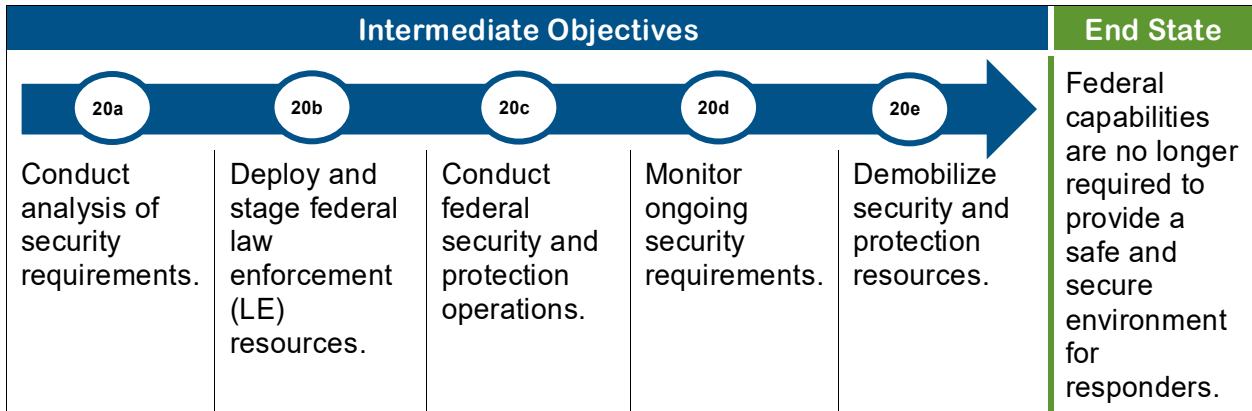 Intermediate Objectives
End State
20a
20b
20c
20d
20e
Conduct
analysis of
security
requirements.
Deploy and
stage federal
law
enforcement
(LE)
resources.
Conduct
federal
security and
protection
operations.
Monitor
ongoing
security
requirements.
Demobilize
security and
protection
resources.
Federal
capabilities
are no longer
required to
provide a
safe and
secure
environment
for
responders.